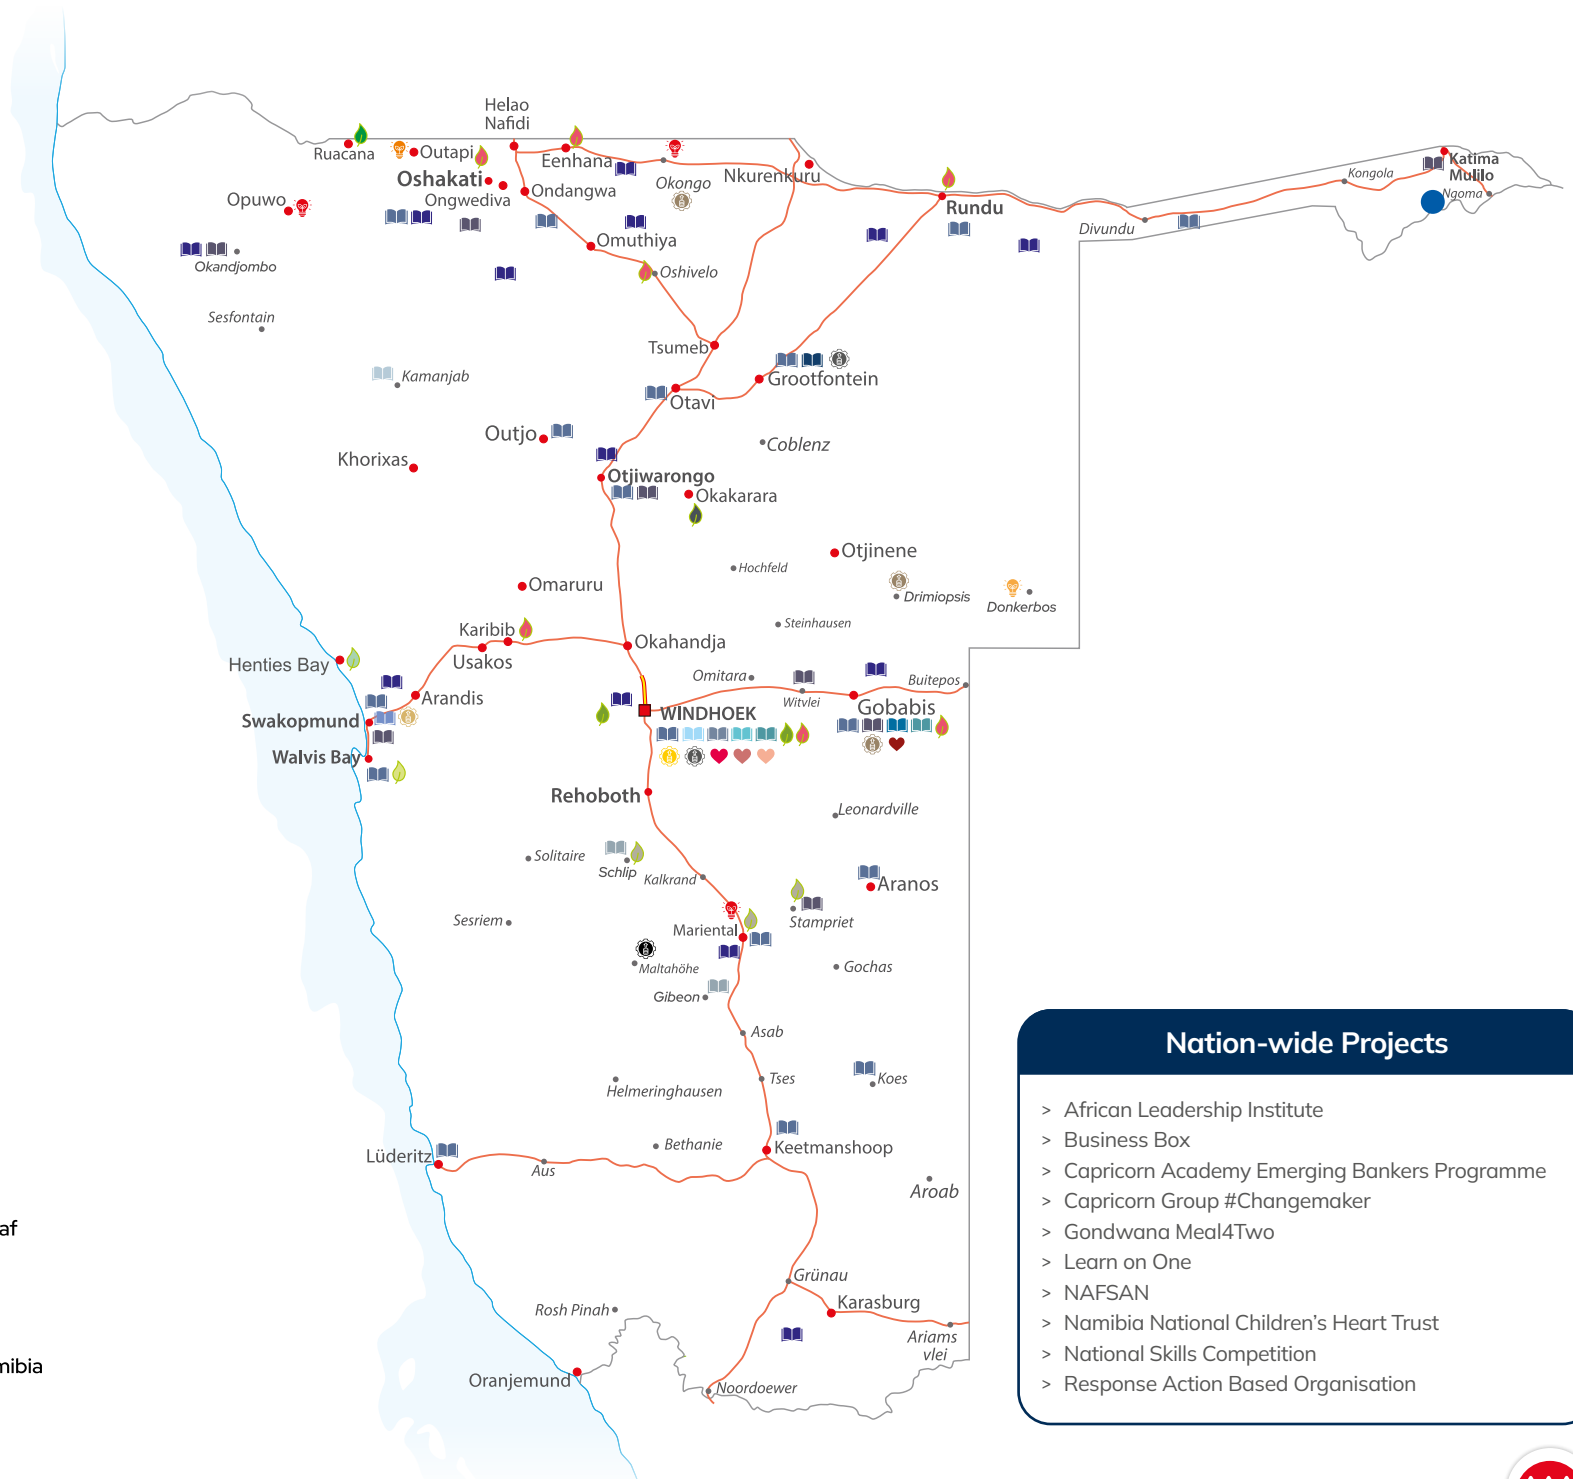 Helao
Nafidi
Ruacana
Outapi
Eenhana
Oshakati
Okongo
Nkurenkuru
Ongwediva
Ondangwa
Opuwo
Katima
Mulilo
Kongola
Ngoma
Rundu
Divundu
Omuthiya
Okandjombo
Oshivelo
Sesfontain
Tsumeb
Kamanjab
Grootfontein
Otavi
Outjo
Coblenz
Khorixas
Otjiwarongo
Okakarara
Otjinene
Hochfeld
Omaruru
Drimiopsis
Donkerbos
Steinhausen
Karibib
Okahandja
Usakos
Henties Bay
Omitara
Buitepos
Arandis
Witvlei
Gobabis
Swakopmund
WINDHOEK
Walvis Bay
Rehoboth
Leonardville
Solitaire
Schlip
Kalkrand
Aranos
Sesriem
Stampriet
Mariental
Maltahöhe
Gochas
Gibeon
Asab
Tses
Koes
Helmeringhausen
Bethanie
Keetmanshoop
Lüderitz
Aus
Aroab
Grünau
Rosh Pinah
Karasburg
Ariams
vlei
Oranjemund
Noordoewer
af
mibia
Nation-wide Projects
> African Leadership Institute
> Business Box
> Capricorn Academy Emerging Bankers Programme
> Capricorn Group #Changemaker
> Gondwana Meal4Two
> Learn on One
> NAFSAN
> Namibia National Children's Heart Trust
> National Skills Competition
> Response Action Based Organisation